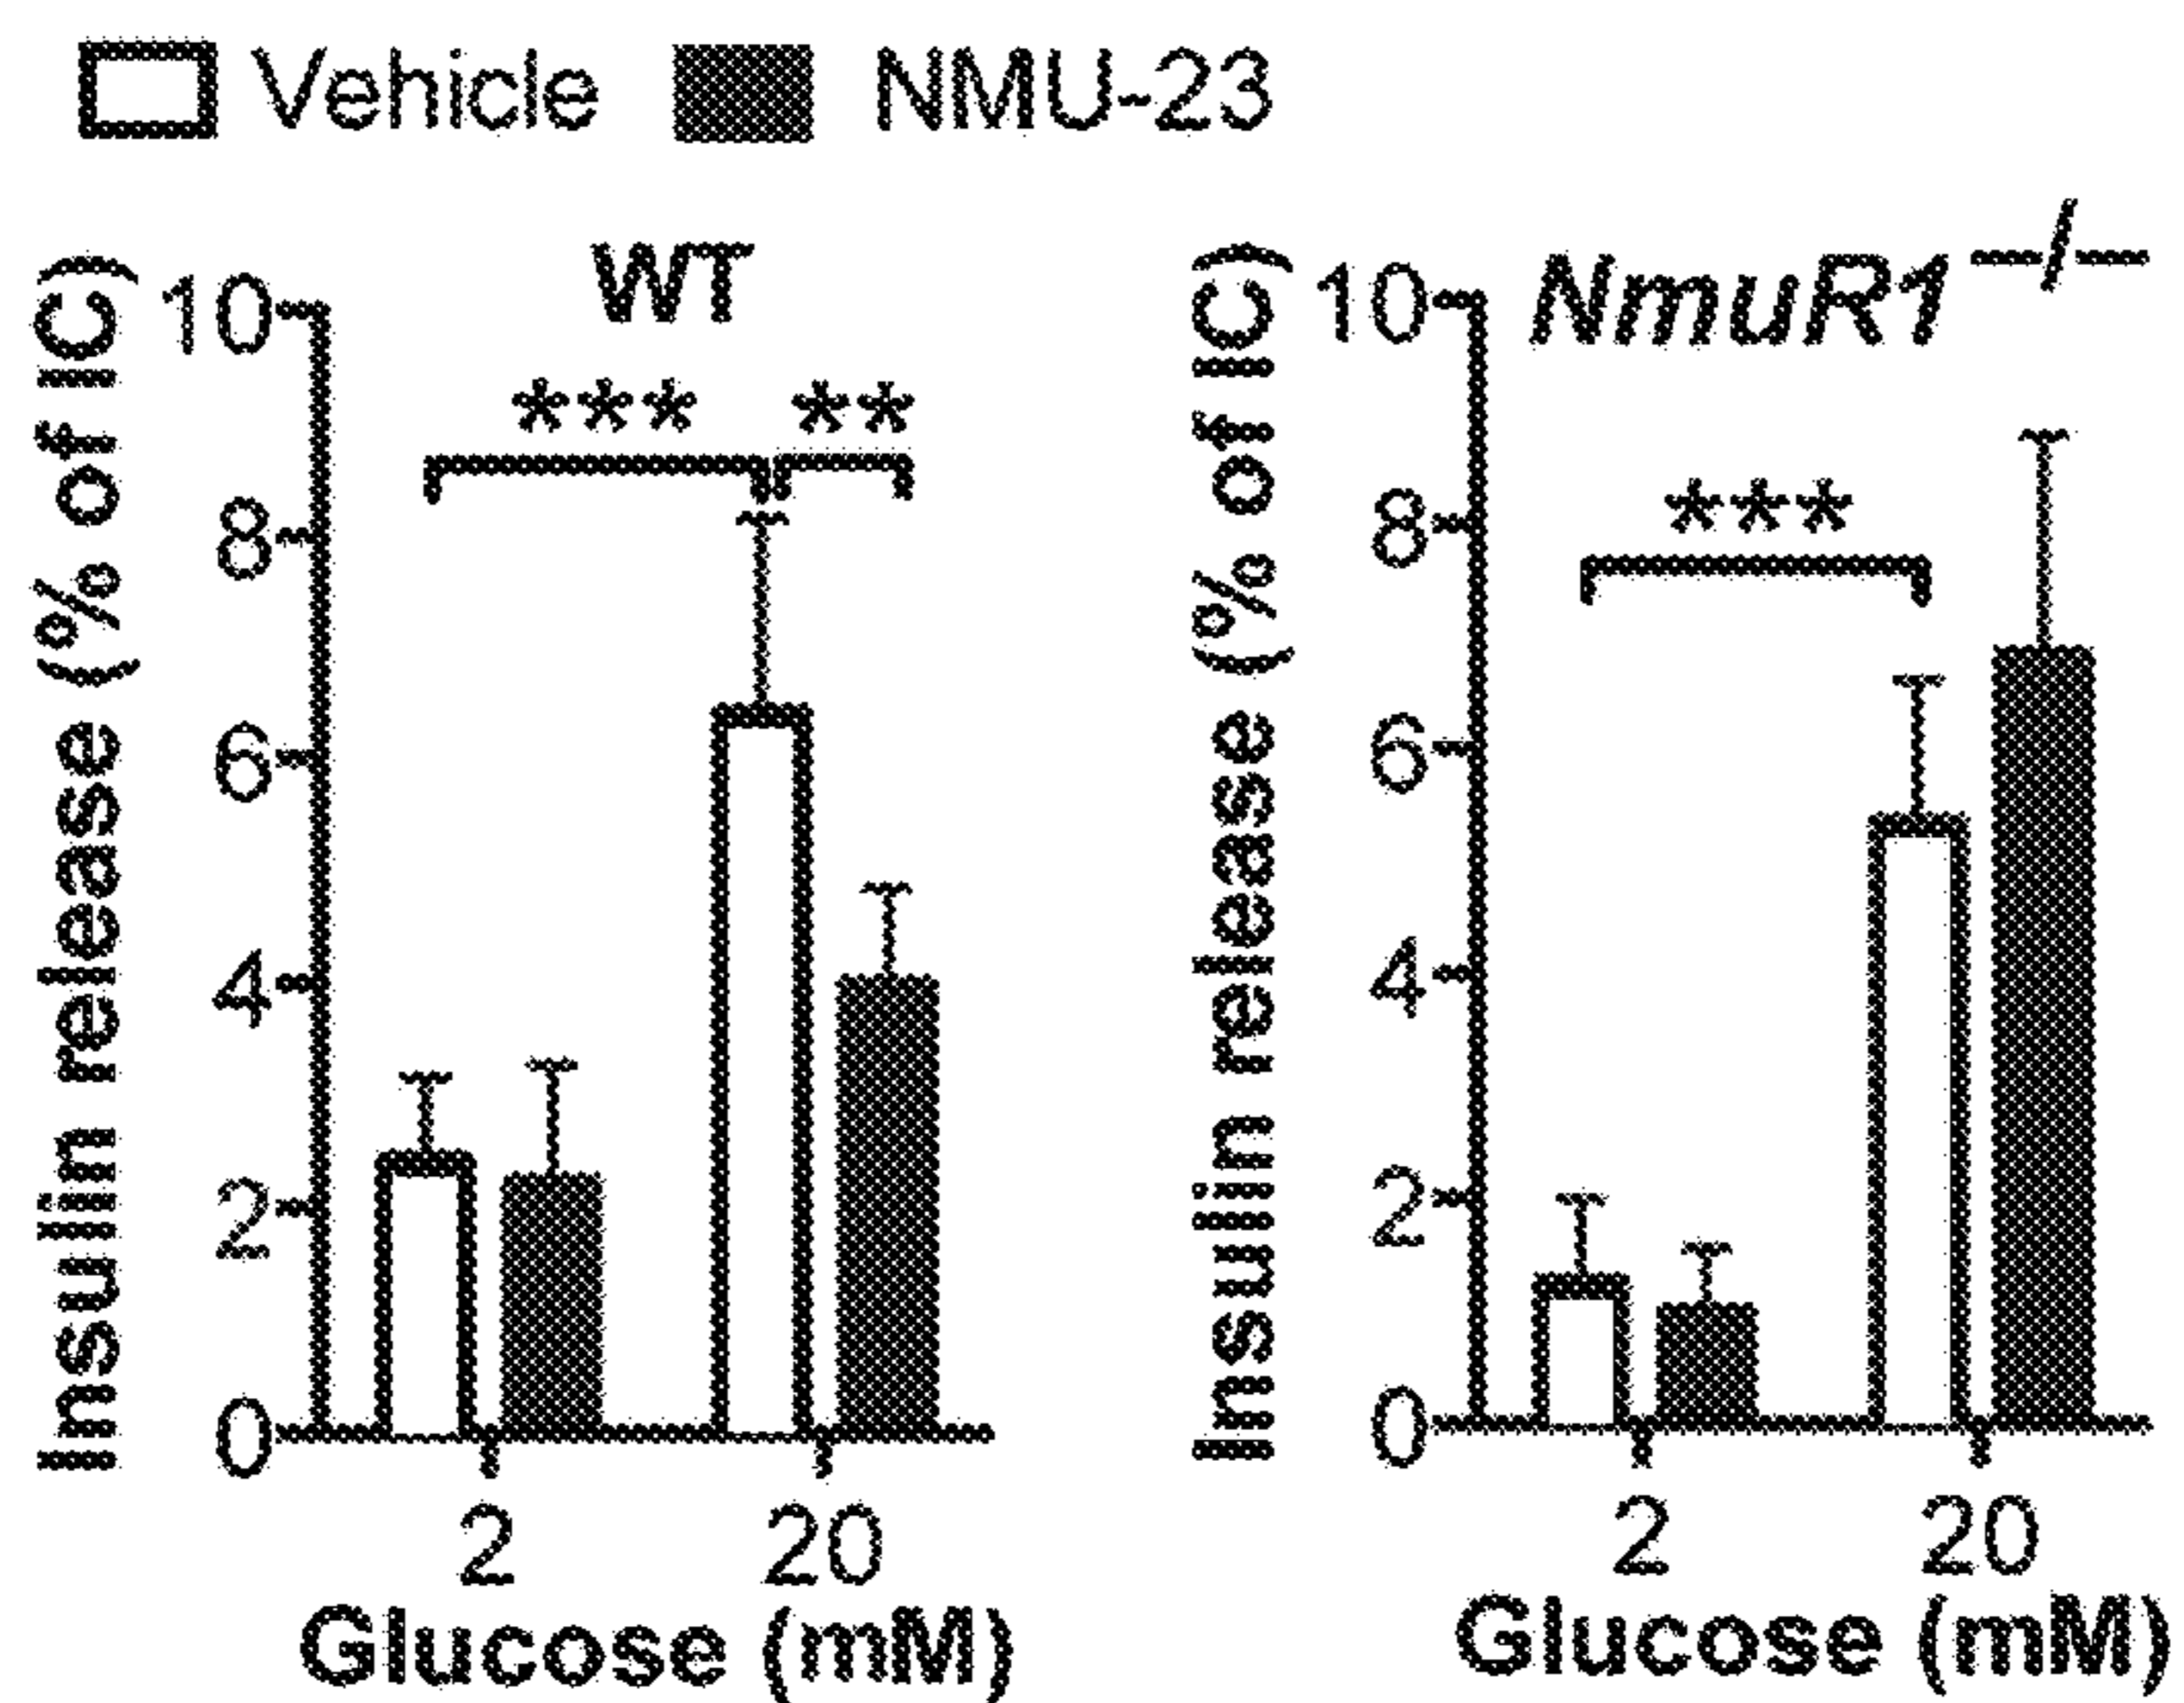 Vehicle NMU-23
WT
Insulin release (% of IC)
10
8
6
4
2
0
*** **
2 20
Glucose (mM)
NmuR1 −/−
Insulin release (% of IC)
10
8
6
4
2
0
***
2 20
Glucose (mM)